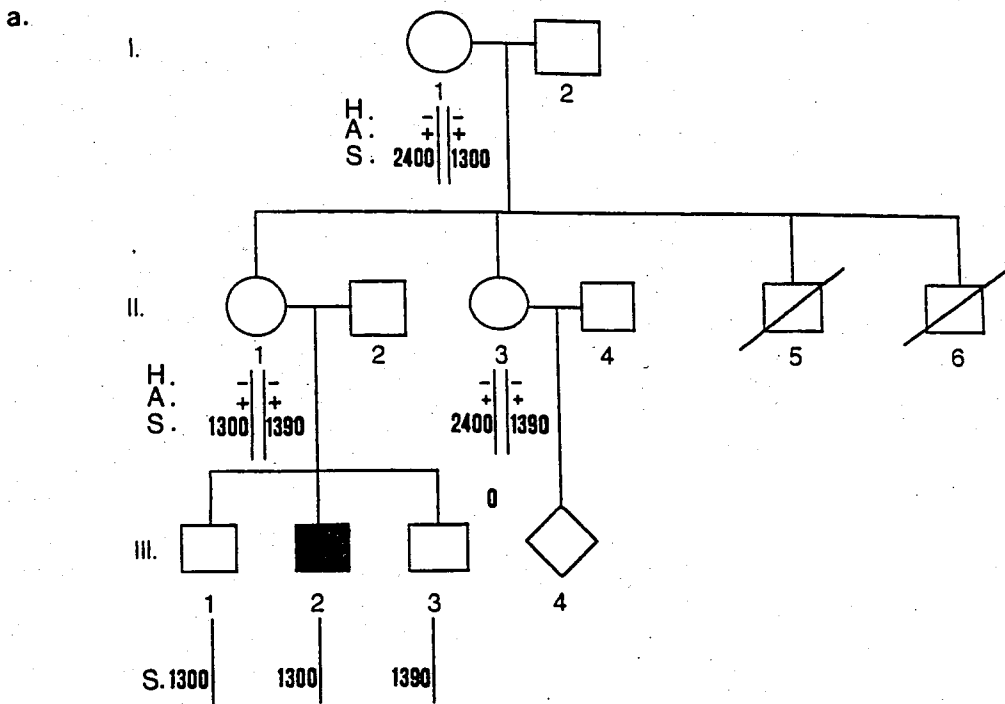 a.
I.
1 2
H. - -
A. + +
S. 2400 1300
II.
1 2 3 4 5 6
H. - - - -
A. + + + +
S. 1300 1390 2400 1390
0
III.
1 2 3 4
S. 1300 1300 1390